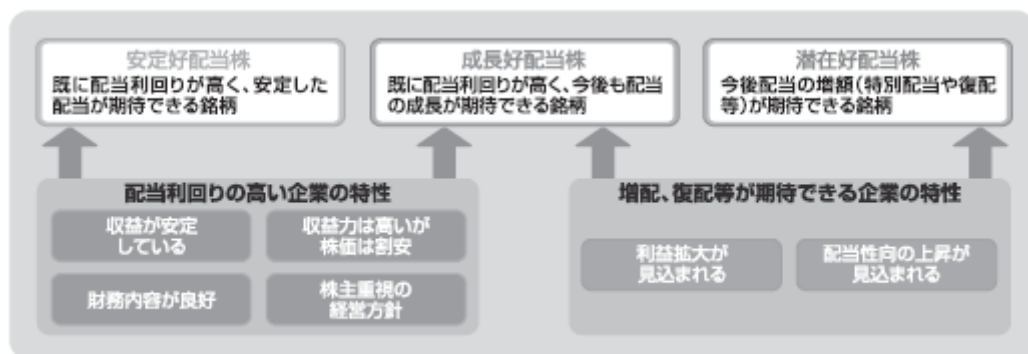 安定好配当株
既に配当利回りが高く、安定した
配当が期待できる銘柄
成長好配当株
既に配当利回りが高く、今後も配当
の成長が期待できる銘柄
潜在好配当株
今後配当の増額(特別配当や復配
等)が期待できる銘柄
配当利回りの高い企業の特性
収益が安定
している
収益力は高いが
株価は割安
財務内容が良好
株主重視の
経営方針
増配、復配等が期待できる企業の特性
利益拡大が
見込まれる
配当性向の上昇が
見込まれる